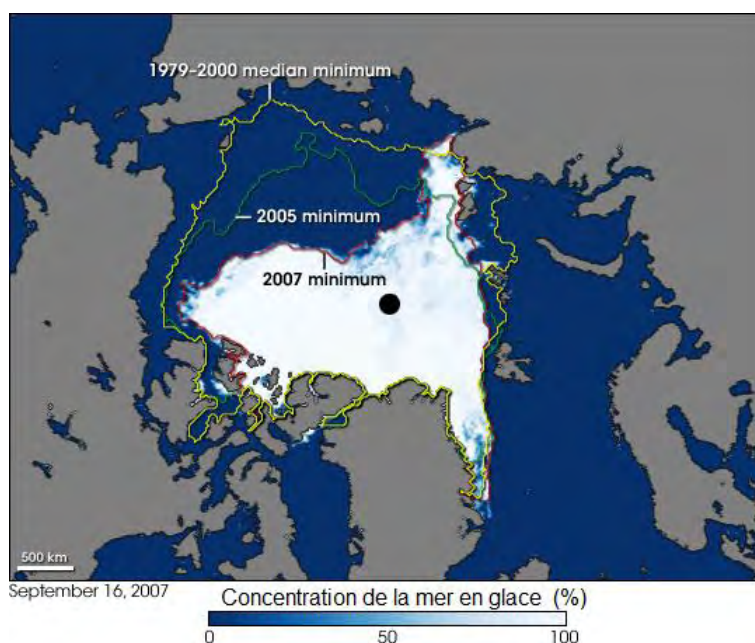 1979-2000 median minimum
2005 minimum
2007 minimum
500 km
September 16, 2007
Concentration de la mer en glace (%)
0 50 100